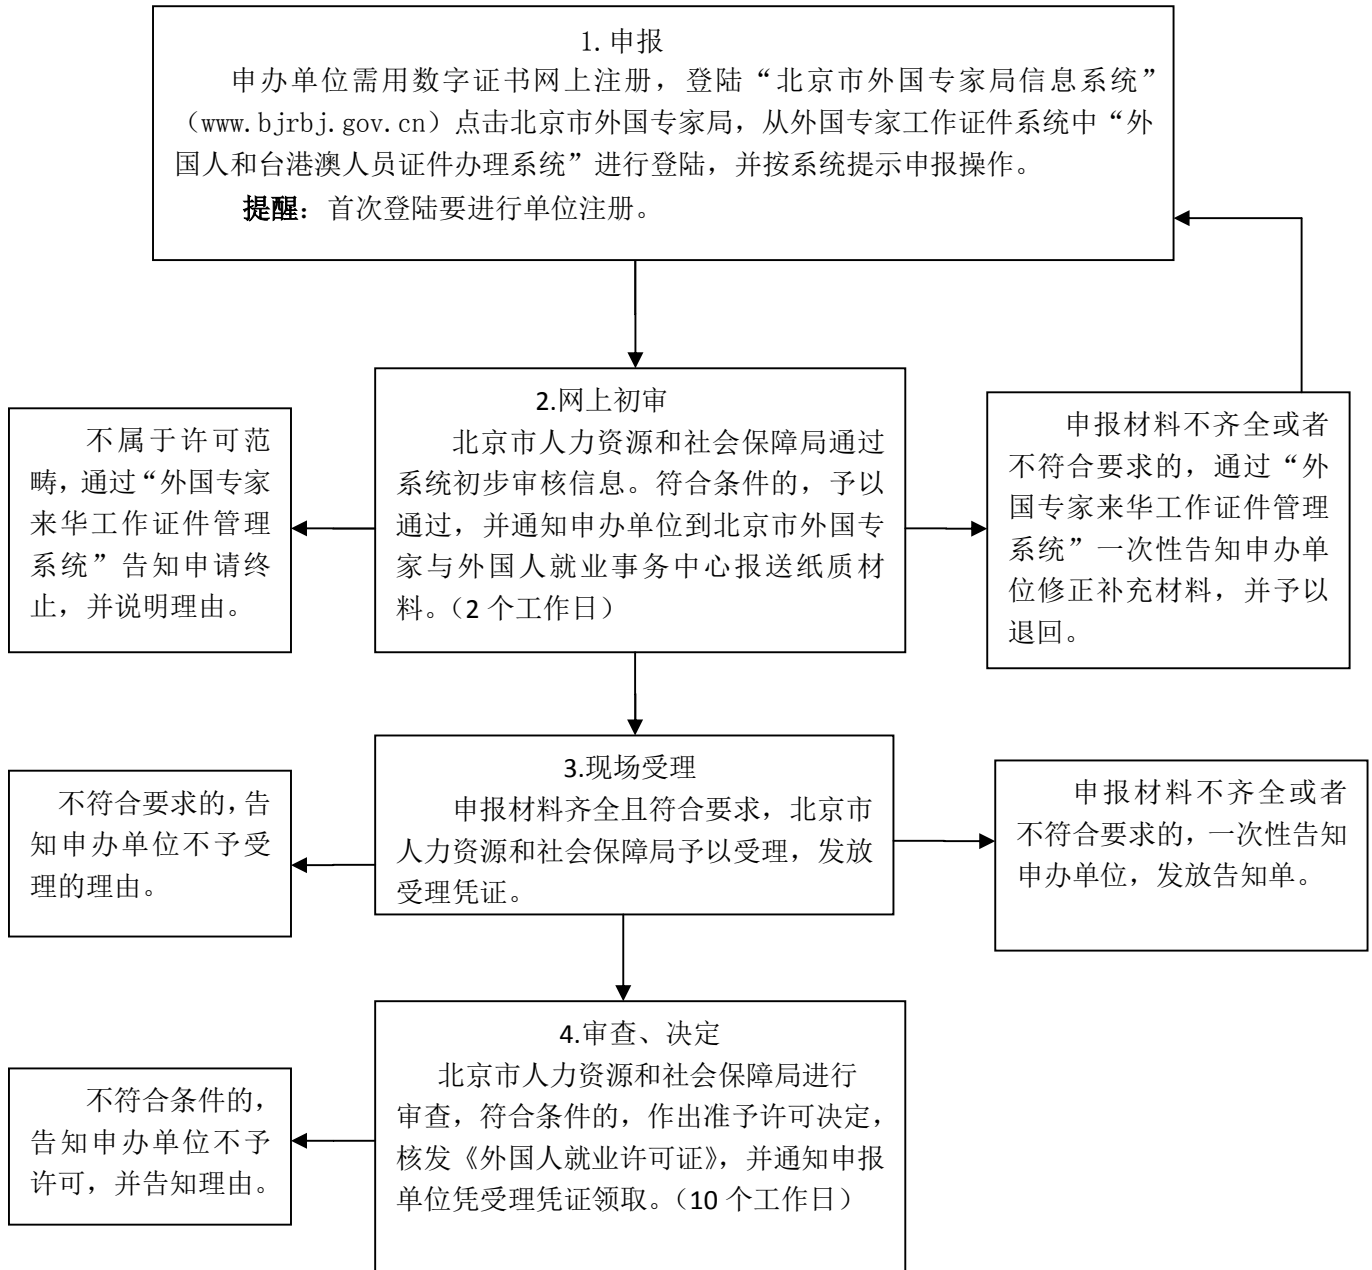 1.申报
申办单位需用数字证书网上注册，登陆“北京市外国专家局信息系统”
（www.bjrbj.gov.cn）点击北京市外国专家局，从外国专家工作证件系统中“外
国人和台港澳人员证件办理系统”进行登陆，并按系统提示申报操作。
提醒：首次登陆要进行单位注册。
不属于许可范
畴，通过“外国专家
来华工作证件管理
系统”告知申请终
止，并说明理由。
2.网上初审
北京市人力资源和社会保障局通过
系统初步审核信息。符合条件的，予以
通过，并通知申办单位到北京市外国专
家与外国人就业事务中心报送纸质材
料。（2 个工作日）
申报材料不齐全或者
不符合要求的，通过“外
国专家来华工作证件管理
系统”一次性告知申办单
位修正补充材料，并予以
退回。
不符合要求的，告
知申办单位不予受
理的理由。
3.现场受理
申报材料齐全且符合要求，北京市
人力资源和社会保障局予以受理，发放
受理凭证。
申报材料不齐全或者
不符合要求的，一次性告知
申办单位，发放告知单。
不符合条件的，
告知申办单位不予
许可，并告知理由。
4.审查、决定
北京市人力资源和社会保障局进行
审查，符合条件的，作出准予许可决定，
核发《外国人就业许可证》，并通知申报
单位凭受理凭证领取。（10 个工作日）